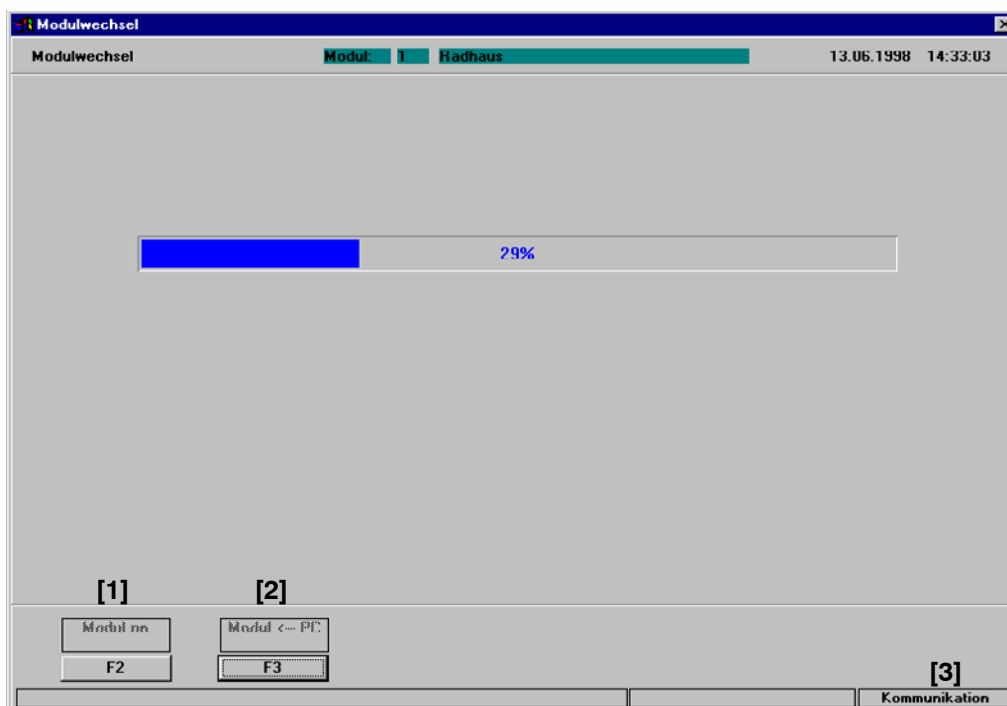 Modulwechsel
Modulwechsel Modul: 1 Radhaus 13.06.1998 14:33:03
29%
[1] [2]
Modul nn Modul <-- PC
F2 F3
[3]
Kommunikation